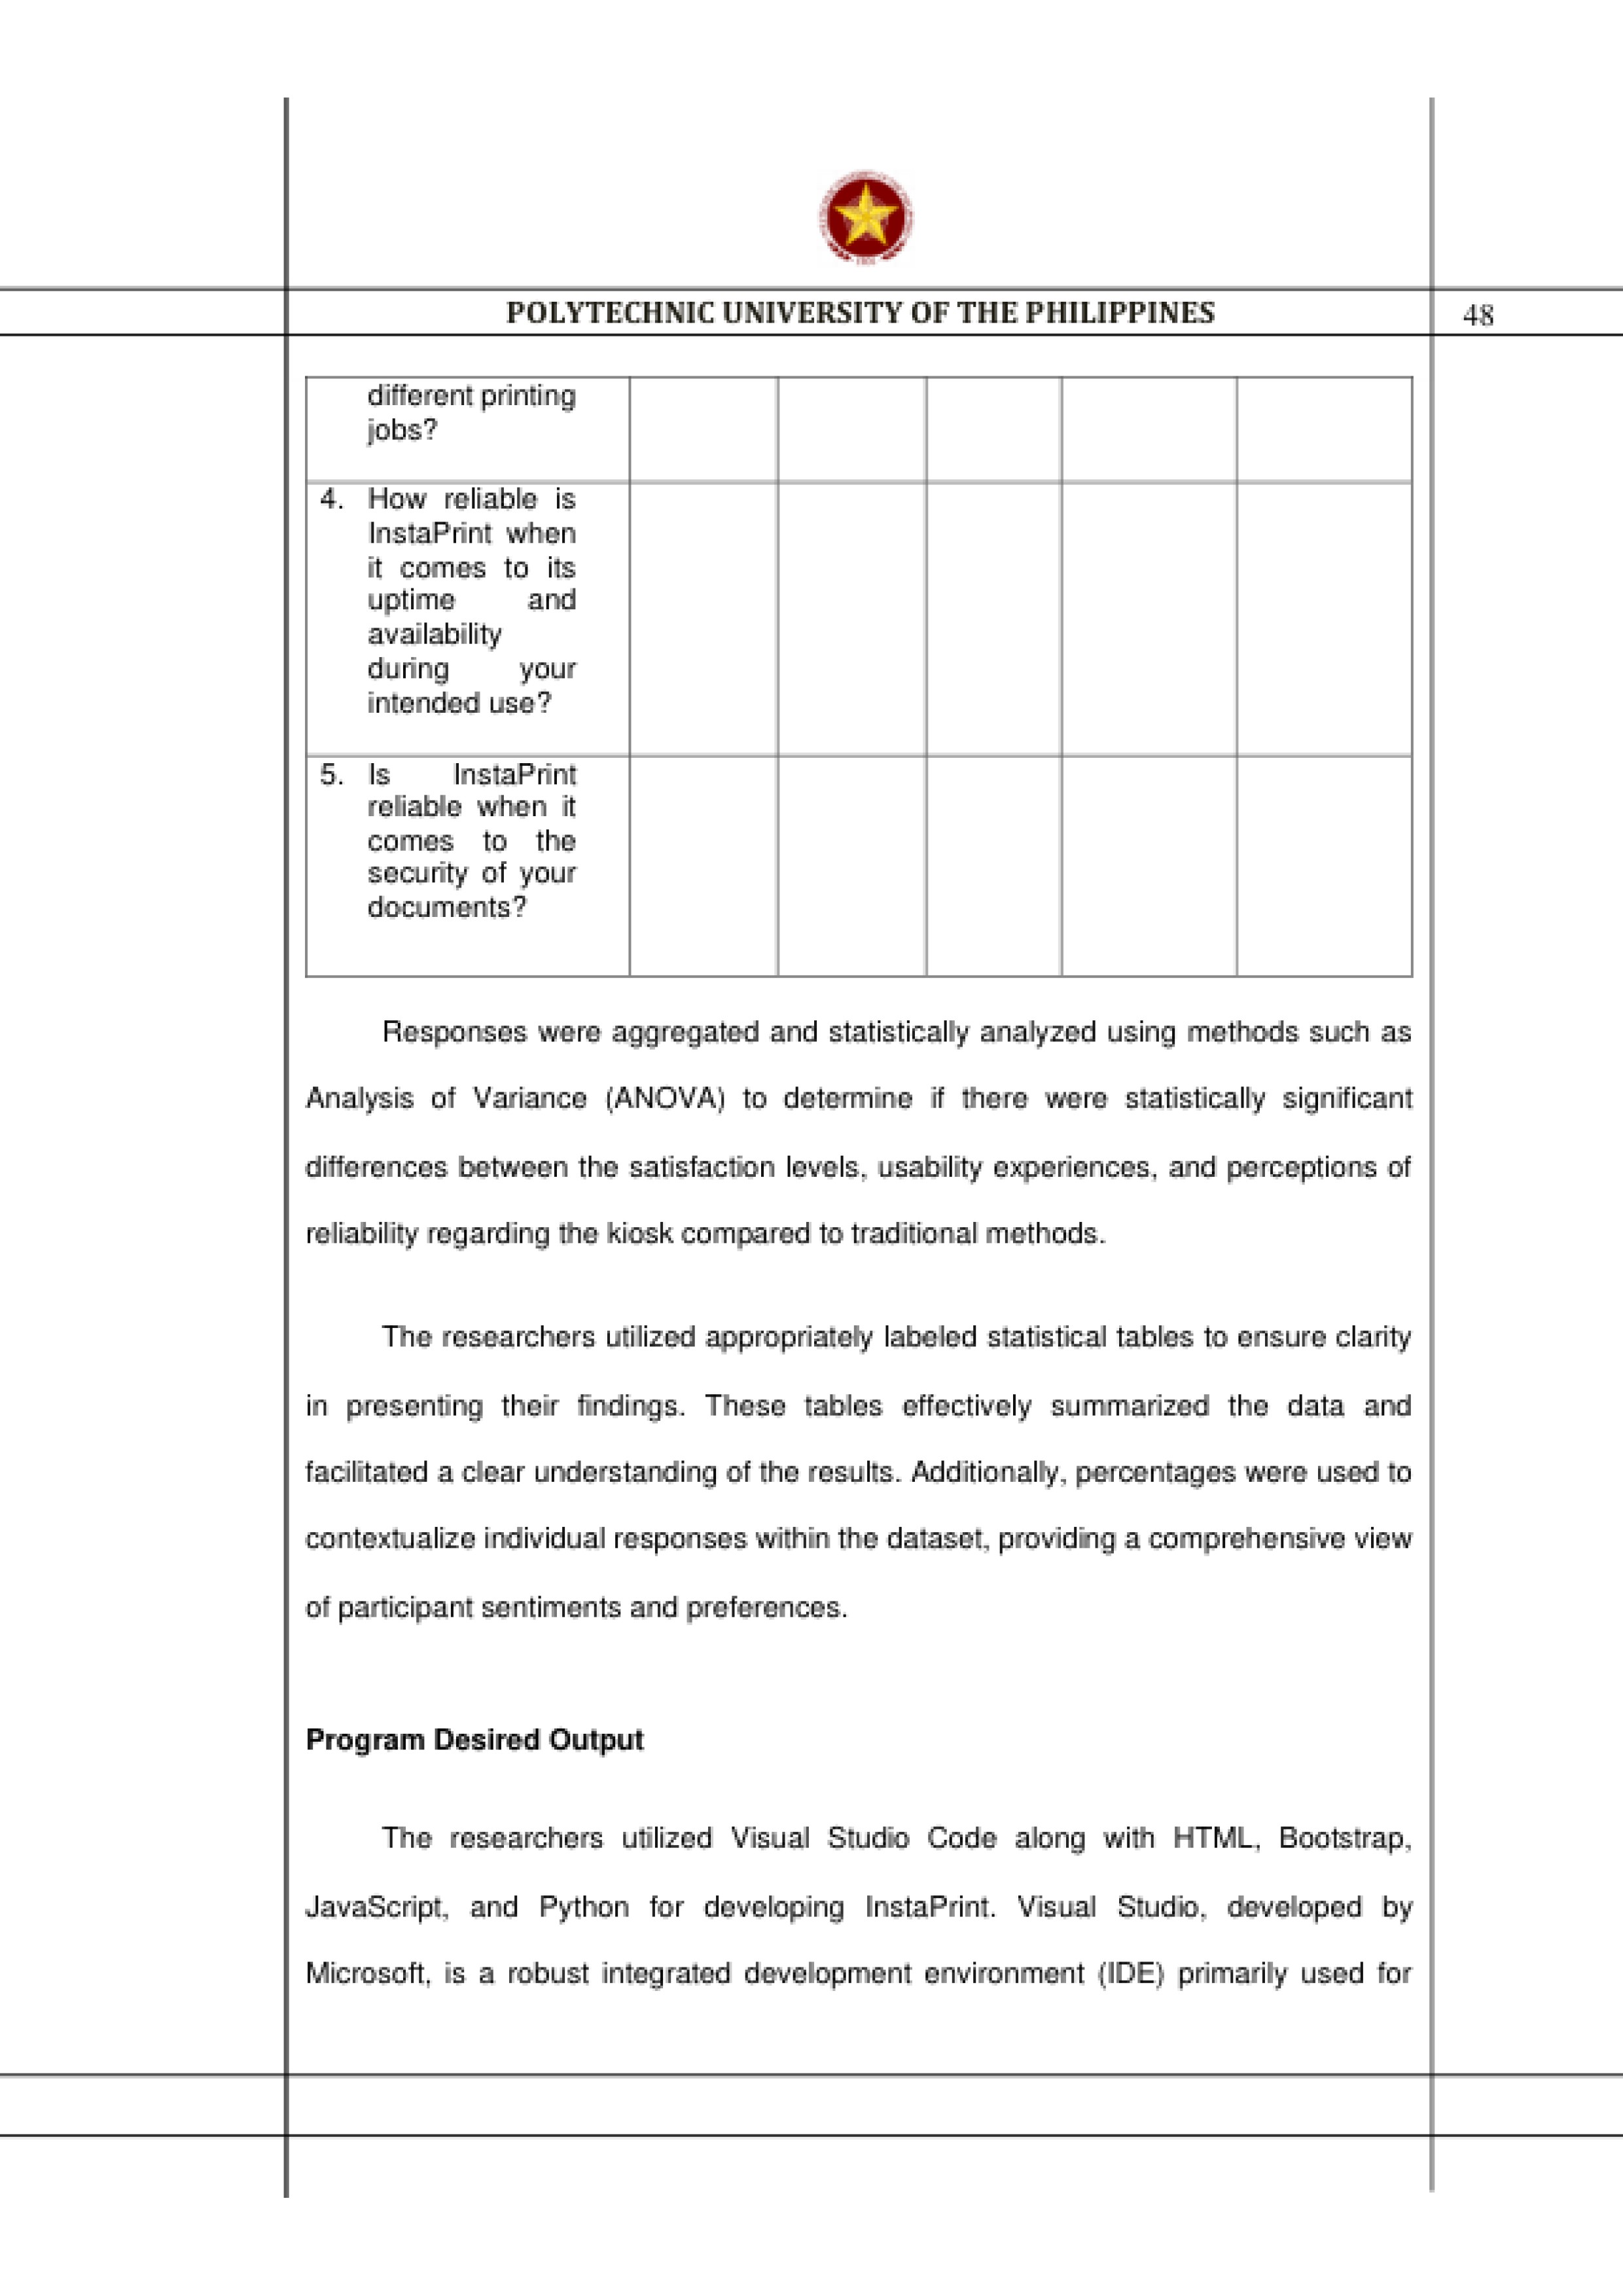 POLYTECHNIC UNIVERSITY OF THE PHILIPPINES
48
different printing
jobs?
4. How reliable is
InstaPrint when
it comes to its
uptime and
availability
during your
intended use?
5. Is InstaPrint
reliable when it
comes to the
security of your
documents?
Responses were aggregated and statistically analyzed using methods such as
Analysis of Variance (ANOVA) to determine if there were statistically significant
differences between the satisfaction levels, usability experiences, and perceptions of
reliability regarding the kiosk compared to traditional methods.
The researchers utilized appropriately labeled statistical tables to ensure clarity
in presenting their findings. These tables effectively summarized the data and
facilitated a clear understanding of the results. Additionally, percentages were used to
contextualize individual responses within the dataset, providing a comprehensive view
of participant sentiments and preferences.
Program Desired Output
The researchers utilized Visual Studio Code along with HTML, Bootstrap,
JavaScript, and Python for developing InstaPrint. Visual Studio, developed by
Microsoft, is a robust integrated development environment (IDE) primarily used for